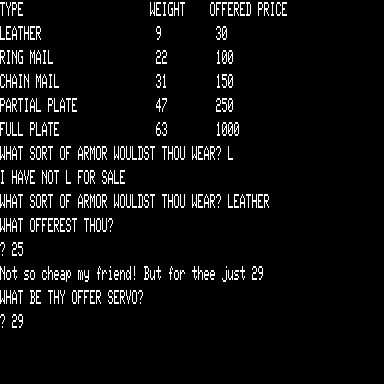 TYPE WEIGHT OFFERED PRICE
LEATHER 9 30
RING MAIL 22 100
CHAIN MAIL 31 150
PARTIAL PLATE 47 250
FULL PLATE 63 1000
WHAT SORT OF ARMOR WOULDST THOU WEAR? L
I HAVE NOT L FOR SALE
WHAT SORT OF ARMOR WOULDST THOU WEAR? LEATHER
WHAT OFFEREST THOU?
? 25
Not so cheap my friend! But for thee just 29
WHAT BE THY OFFER SERVO?
? 29